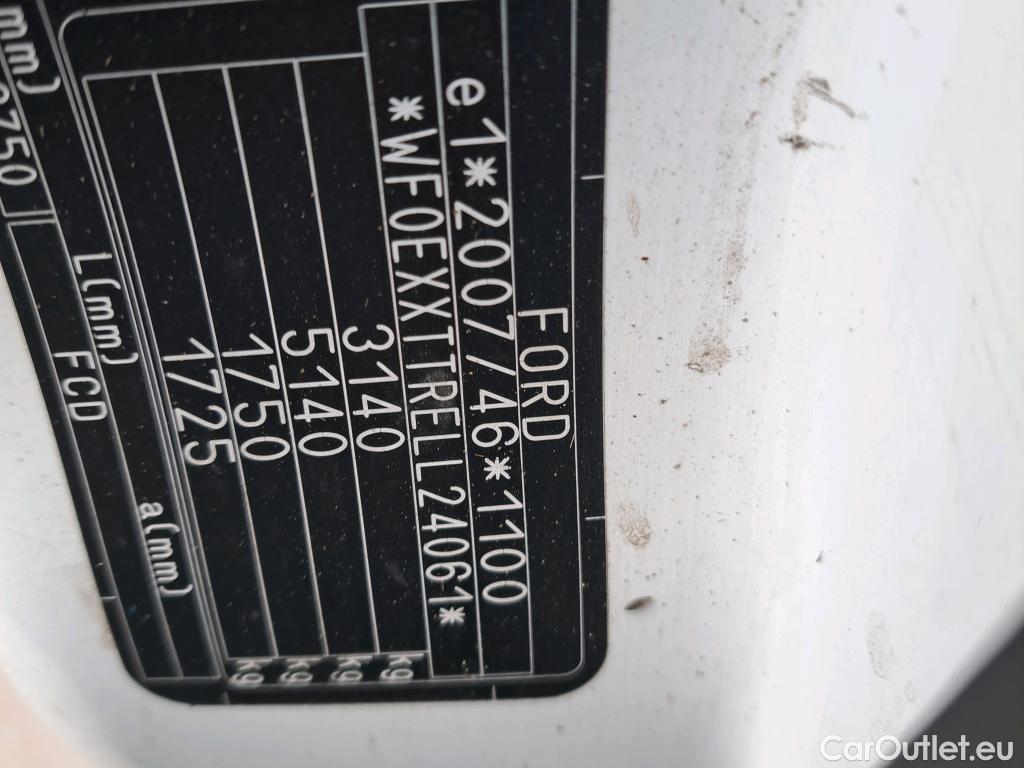 FORD
e1*2007/46*1100
*WF0EXXTTRELL24061*
3140 kg
5140 kg
1750 kg
1725 kg
L(mm) a(mm)
FCD
mm)
750
CarOutlet.eu